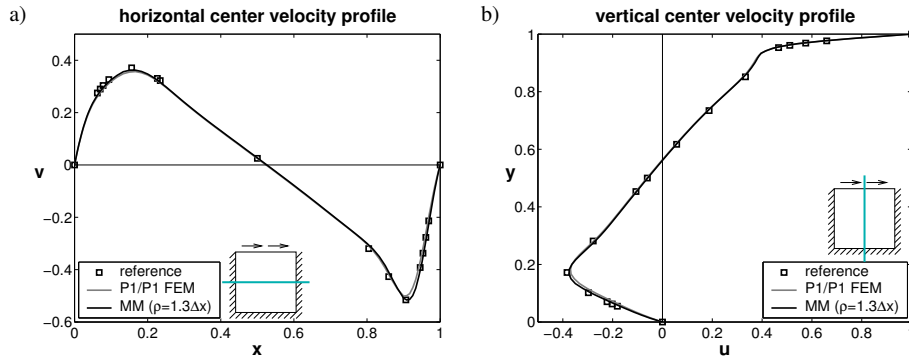 a)
horizontal center velocity profile
0.4
0.2
0
v
−0.2
−0.4
−0.6
0
0.2
0.4
0.6
0.8
1
x
reference
P1/P1 FEM
MM (ρ=1.3Δx)
b)
vertical center velocity profile
1
0.8
0.6
y
0.4
0.2
0
−0.4
−0.2
0
0.2
0.4
0.6
0.8
u
reference
P1/P1 FEM
MM (ρ=1.3Δx)